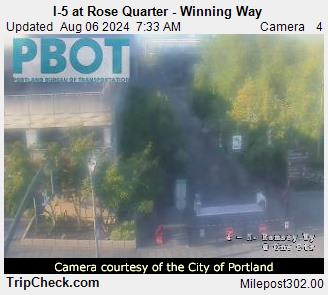 I-5 at Rose Quarter - Winning Way
Updated Aug 06 2024 7:33 AM Camera 4
PBOT
PORTLAND BUREAU OF TRANSPORTATION
Camera courtesy of the City of Portland
TripCheck.com Milepost302.00